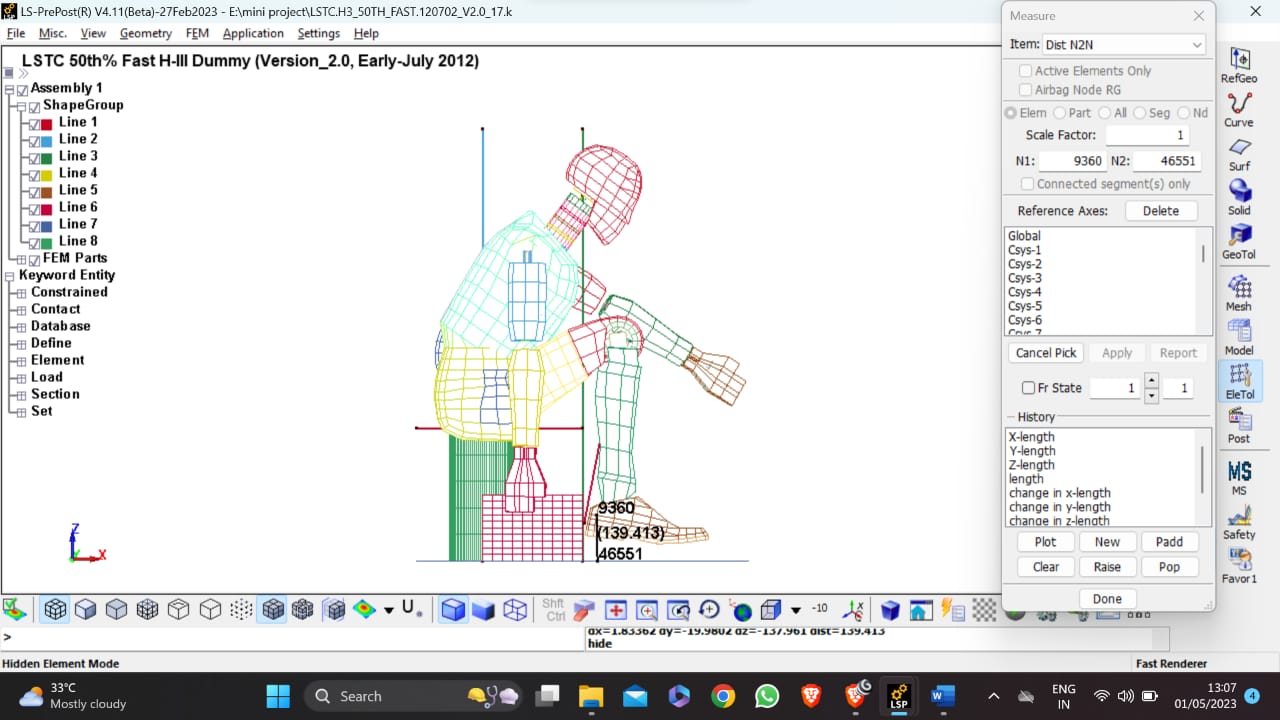 LS-PrePost(R) V4.11(Beta)-27Feb2023 - E:\mini project\LSTC.H3_50TH_FAST.120702_V2.0_17.k
File Misc. View Geometry FEM Application Settings Help
LSTC 50th% Fast H-III Dummy (Version_2.0, Early-July 2012)
Assembly 1
ShapeGroup
Line 1
Line 2
Line 3
Line 4
Line 5
Line 6
Line 7
Line 8
FEM Parts
Keyword Entity
Constrained
Contact
Database
Define
Element
Load
Section
Set
9360
(139.413)
46551
Z
X
Measure
Item: Dist N2N
Active Elements Only
Airbag Node RG
Elem Part All Seg Nd
Scale Factor: 1
N1: 9360 N2: 46551
Connected segment(s) only
Reference Axes: Delete
Global
Csys-1
Csys-2
Csys-3
Csys-4
Csys-5
Csys-6
Csys-7
Cancel Pick Apply Report
Fr State 1 1
History
X-length
Y-length
Z-length
length
change in x-length
change in y-length
change in z-length
Plot New Padd
Clear Raise Pop
Done
RefGeo
Curve
Surf
Solid
GeoTol
Mesh
Model
EleTol
Post
MS
MS
Safety
Favor1
Shft
Ctrl
-10
>
dx=1.83362 dy=-19.9802 dz=-137.961 dist=139.413
hide
Hidden Element Mode
Fast Renderer
33°C
Mostly cloudy
Search
LSP
ENG
IN
13:07
01/05/2023
4